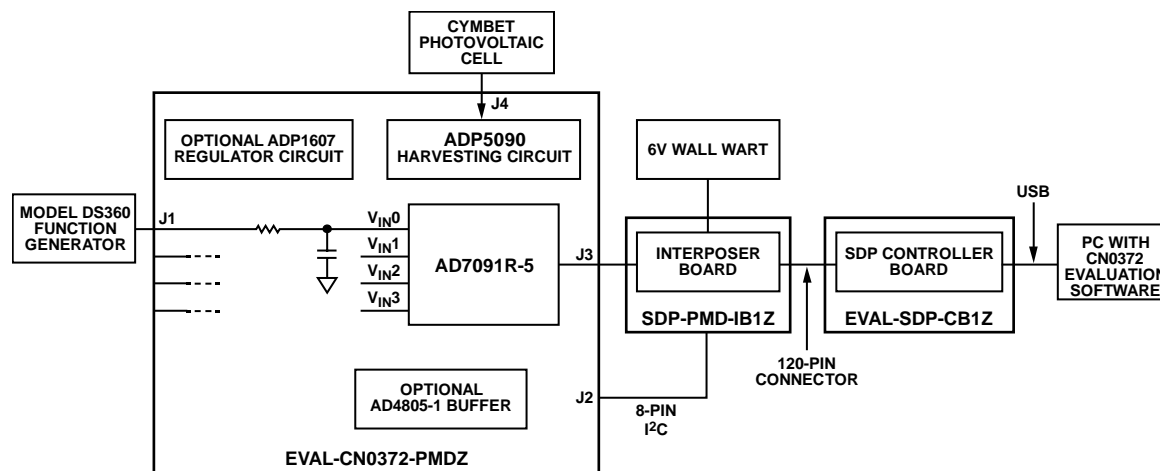 CYMBET
PHOTOVOLTAIC
CELL
J4
OPTIONAL ADP1607
REGULATOR CIRCUIT
ADP5090
HARVESTING CIRCUIT
6V WALL WART
MODEL DS360
FUNCTION
GENERATOR
J1
VIN0
VIN1
VIN2
VIN3
AD7091R-5
J3
INTERPOSER
BOARD
SDP-PMD-IB1Z
SDP CONTROLLER
BOARD
EVAL-SDP-CB1Z
USB
PC WITH
CN0372
EVALUATION
SOFTWARE
120-PIN
CONNECTOR
OPTIONAL
AD4805-1 BUFFER
J2
8-PIN
I2C
EVAL-CN0372-PMDZ